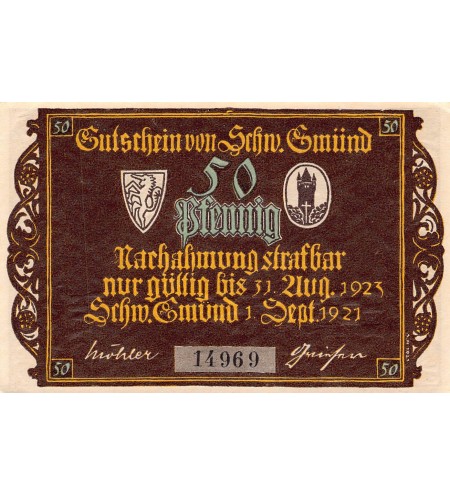 50 50
Gutschein von Schw. Gmünd
50
Pfennig
Nachahmung strafbar
nur gültig bis 31. Aug. 1923
Schw. Gmünd 1. Sept. 1921
Möhler 14969
50 50